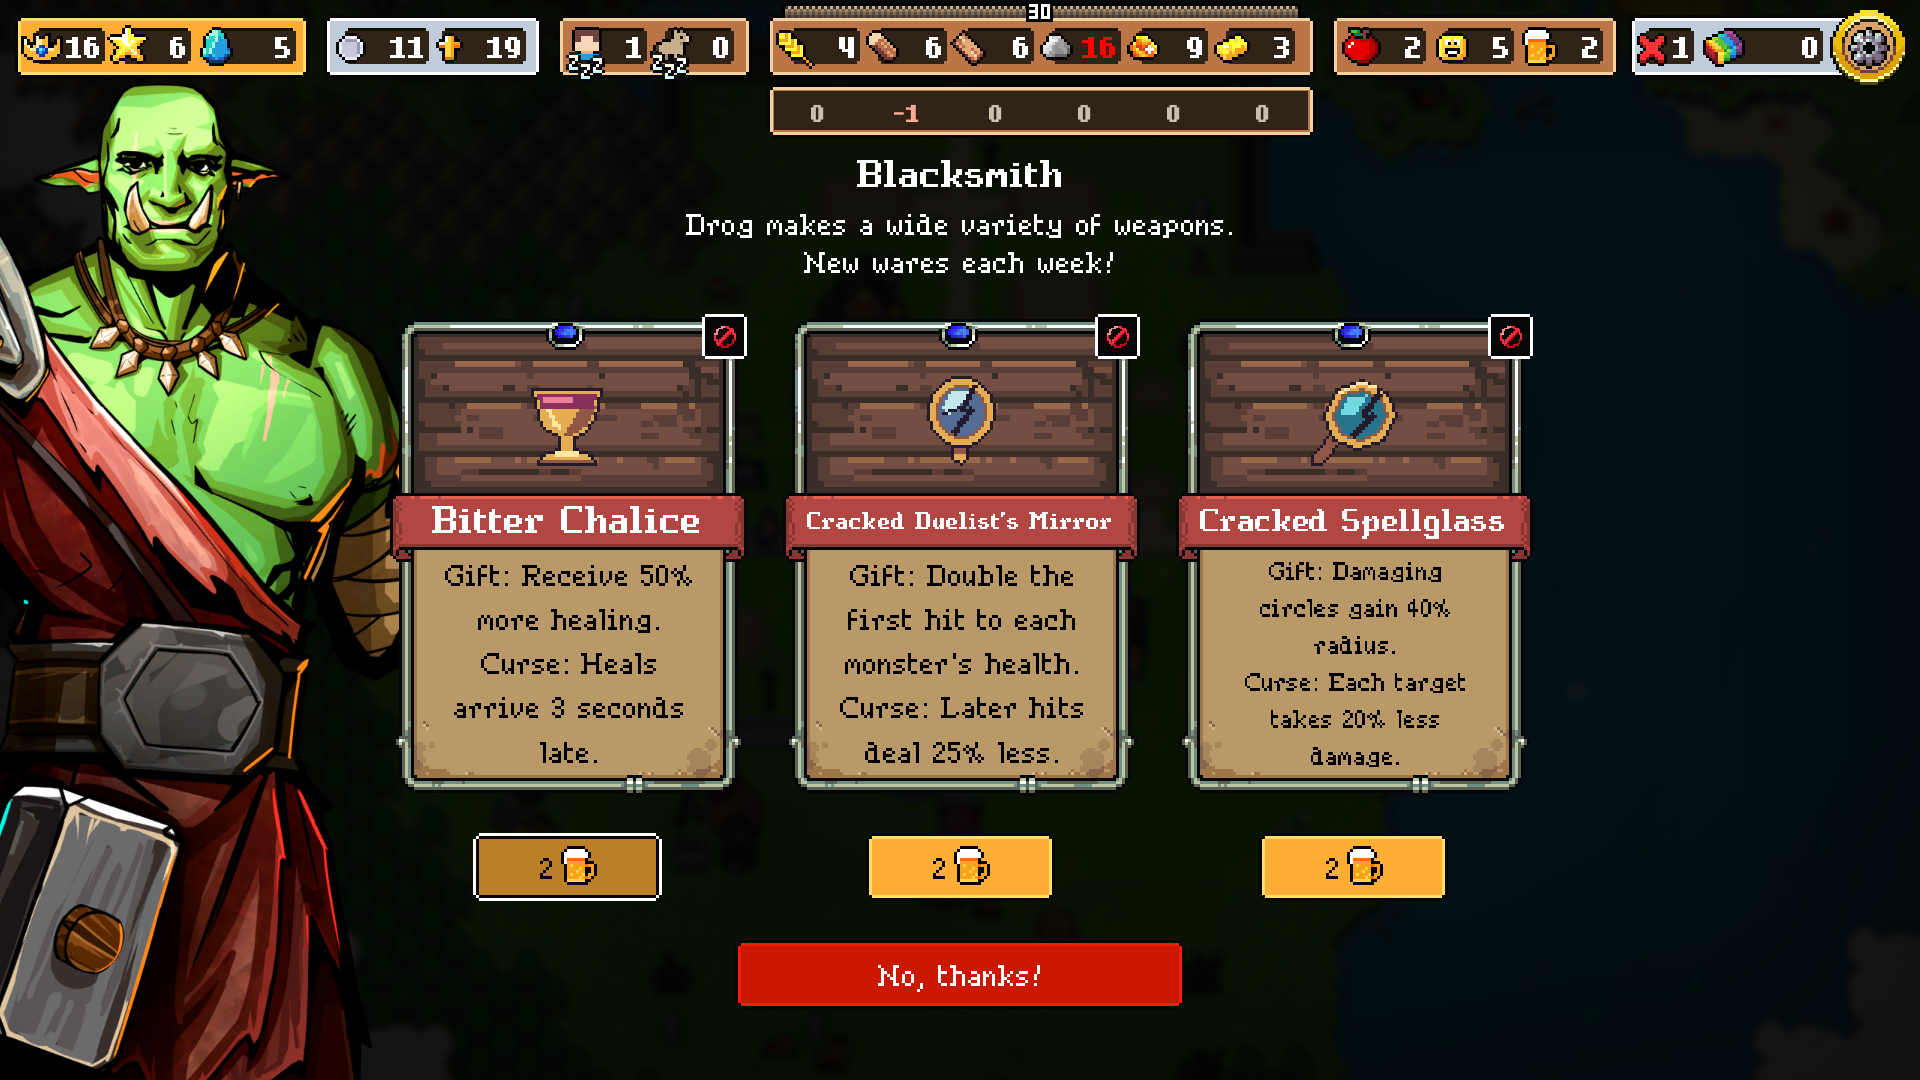 30
16 6 5 11 19 1 0 4 6 6 16 9 3 2 5 2 1 0
0 -1 0 0 0 0
Blacksmith
Drog makes a wide variety of weapons.
New wares each week!
Bitter Chalice
Gift: Receive 50%
more healing.
Curse: Heals
arrive 3 seconds
late.
2
Cracked Duelist's Mirror
Gift: Double the
first hit to each
monster's health.
Curse: Later hits
deal 25% less.
2
Cracked Spellglass
Gift: Damaging
circles gain 40%
radius.
Curse: Each target
takes 20% less
damage.
2
No, thanks!